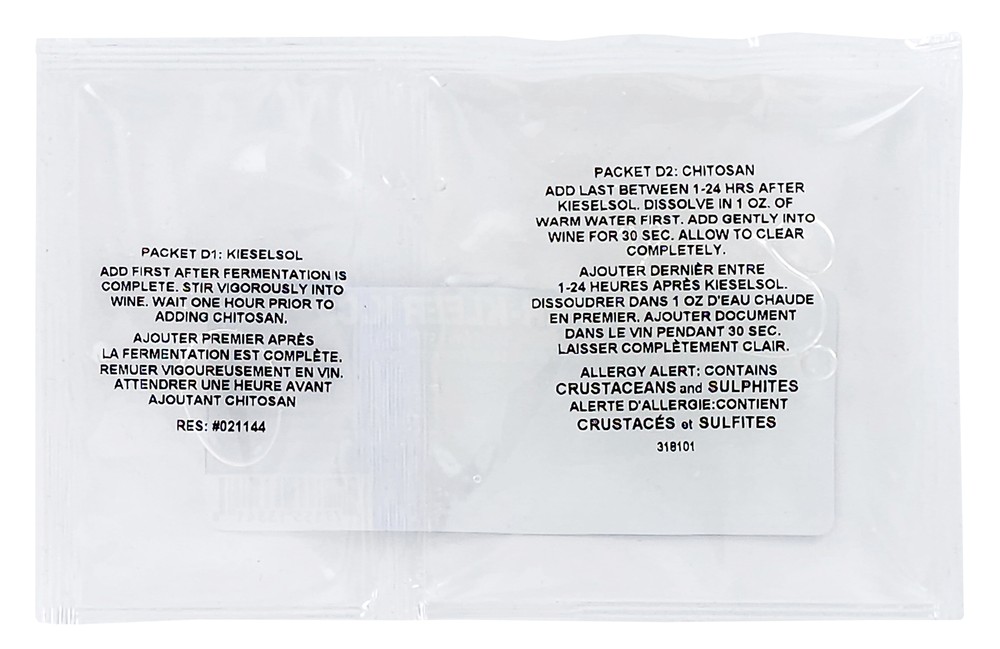 PACKET D1: KIESELSOL
ADD FIRST AFTER FERMENTATION IS
COMPLETE. STIR VIGOROUSLY INTO
WINE. WAIT ONE HOUR PRIOR TO
ADDING CHITOSAN.
AJOUTER PREMIER APRÈS
LA FERMENTATION EST COMPLÈTE.
REMUER VIGOUREUSEMENT EN VIN.
ATTENDRER UNE HEURE AVANT
AJOUTANT CHITOSAN
RES: #021144
PACKET D2: CHITOSAN
ADD LAST BETWEEN 1-24 HRS AFTER
KIESELSOL. DISSOLVE IN 1 OZ. OF
WARM WATER FIRST. ADD GENTLY INTO
WINE FOR 30 SEC. ALLOW TO CLEAR
COMPLETELY.
AJOUTER DERNIÈR ENTRE
1-24 HEURES APRÈS KIESELSOL.
DISSOUDRER DANS 1 OZ D'EAU CHAUDE
EN PREMIER. AJOUTER DOCUMENT
DANS LE VIN PENDANT 30 SEC.
LAISSER COMPLÈTEMENT CLAIR.
ALLERGY ALERT: CONTAINS
CRUSTACEANS and SULPHITES
ALERTE D'ALLERGIE:CONTIENT
CRUSTACÉS et SULFITES
318101